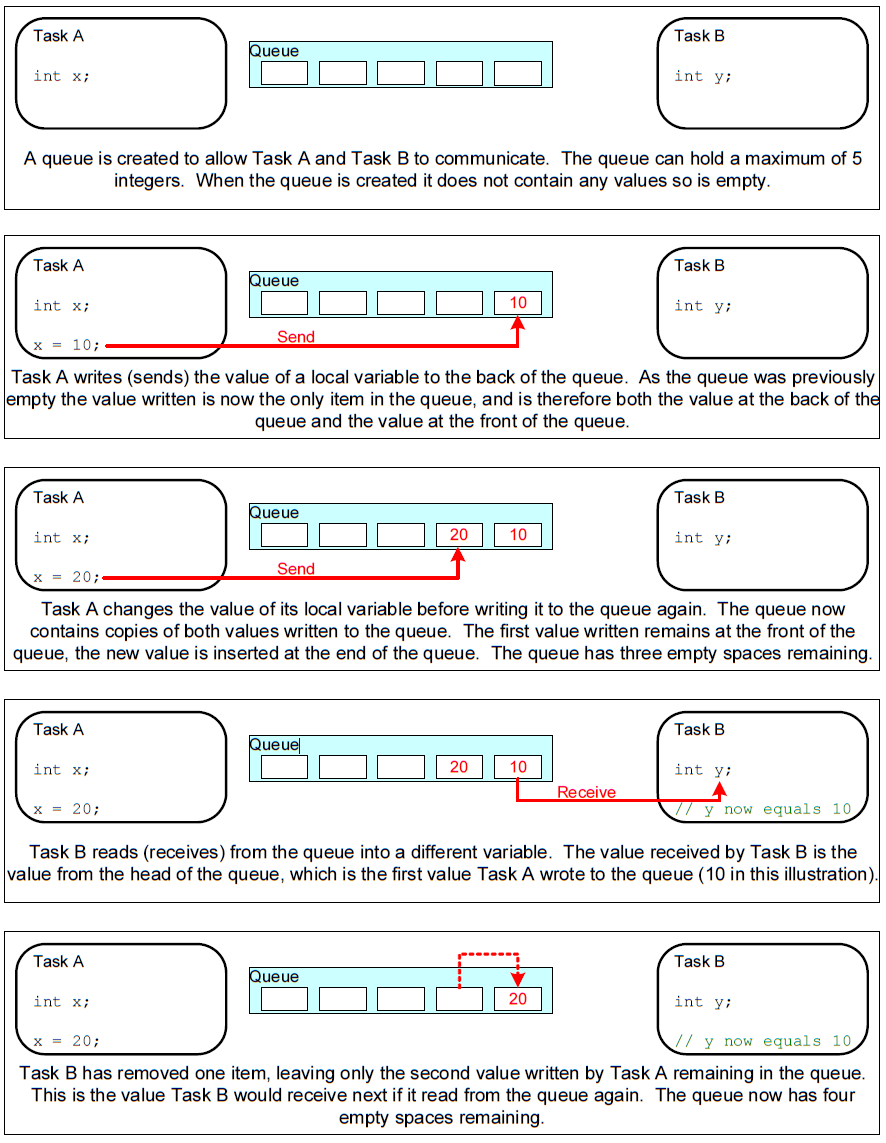 Task A
int x;
Queue
Task B
int y;
A queue is created to allow Task A and Task B to communicate.  The queue can hold a maximum of 5
integers.  When the queue is created it does not contain any values so is empty.
Task A
int x;
x = 10;
Queue
10
Send
Task B
int y;
Task A writes (sends) the value of a local variable to the back of the queue.  As the queue was previously
empty the value written is now the only item in the queue, and is therefore both the value at the back of the
queue and the value at the front of the queue.
Task A
int x;
x = 20;
Queue
20 10
Send
Task B
int y;
Task A changes the value of its local variable before writing it to the queue again.  The queue now
contains copies of both values written to the queue.  The first value written remains at the front of the
queue, the new value is inserted at the end of the queue.  The queue has three empty spaces remaining.
Task A
int x;
x = 20;
Queue
20 10
Receive
Task B
int y;
// y now equals 10
Task B reads (receives) from the queue into a different variable.  The value received by Task B is the
value from the head of the queue, which is the first value Task A wrote to the queue (10 in this illustration).
Task A
int x;
x = 20;
Queue
20
Task B
int y;
// y now equals 10
Task B has removed one item, leaving only the second value written by Task A remaining in the queue.
This is the value Task B would receive next if it read from the queue again.  The queue now has four
empty spaces remaining.